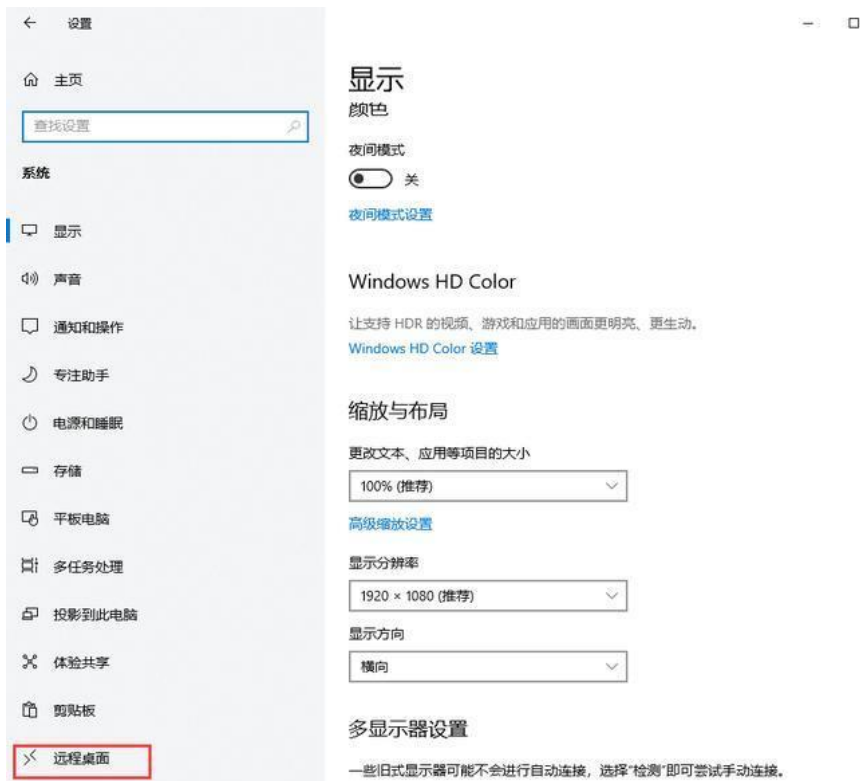 设置
主页
查找设置
系统
显示
声音
通知和操作
专注助手
电源和睡眠
存储
平板电脑
多任务处理
投影到此电脑
体验共享
剪贴板
远程桌面
显示
颜色
夜间模式
关
夜间模式设置
Windows HD Color
让支持 HDR 的视频、游戏和应用的画面更明亮、更生动。
Windows HD Color 设置
缩放与布局
更改文本、应用等项目的大小
100% (推荐)
高级缩放设置
显示分辨率
1920 × 1080 (推荐)
显示方向
横向
多显示器设置
一些旧式显示器可能不会进行自动连接，选择"检测"即可尝试手动连接。